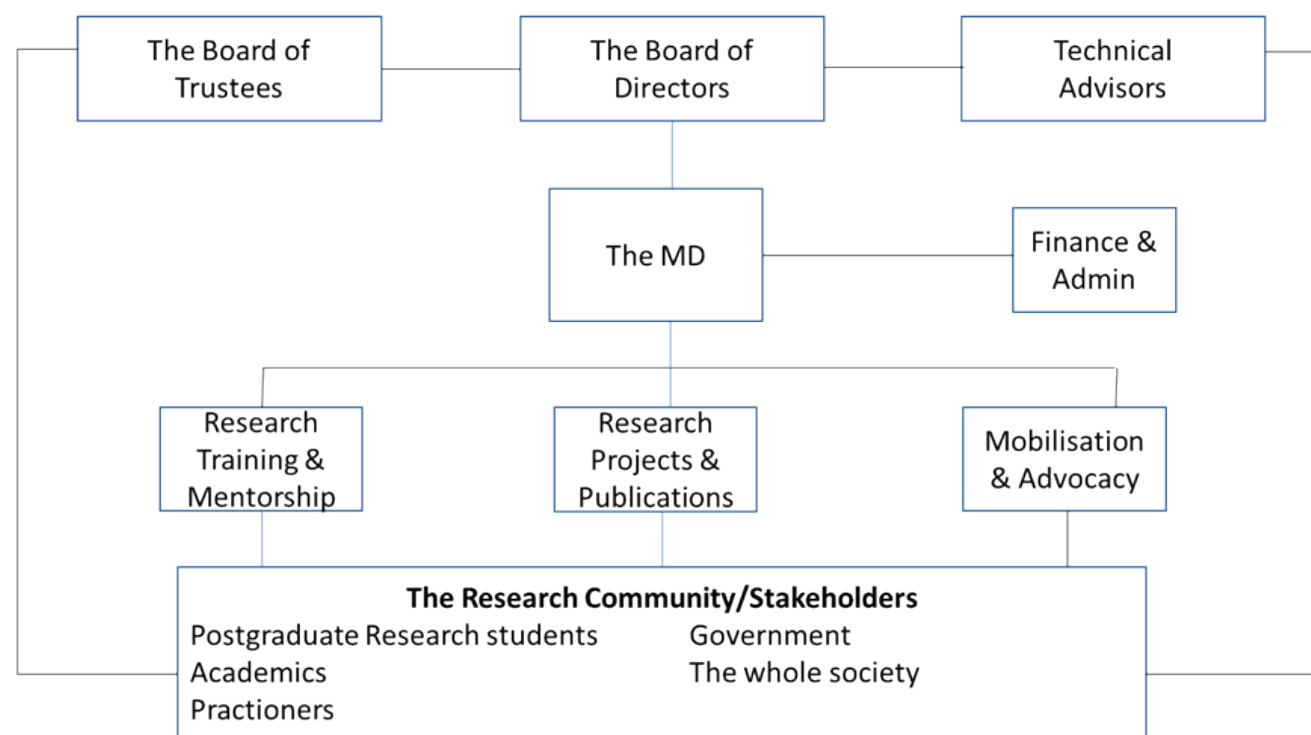 The Board of
Trustees
The Board of
Directors
Technical
Advisors
The MD
Finance &
Admin
Research
Training &
Mentorship
Research
Projects &
Publications
Mobilisation
& Advocacy
The Research Community/Stakeholders
Postgraduate Research students
Academics
Practioners
Government
The whole society